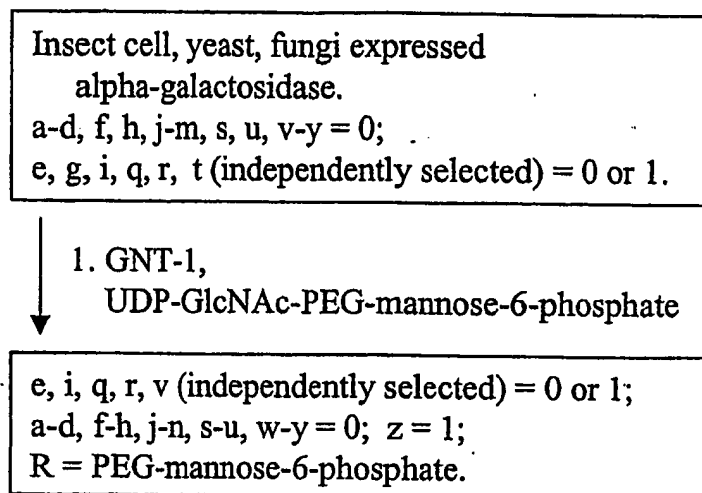 Insect cell, yeast, fungi expressed
alpha-galactosidase.
a-d, f, h, j-m, s, u, v-y = 0;
e, g, i, q, r, t (independently selected) = 0 or 1.
1. GNT-1,
UDP-GlcNAc-PEG-mannose-6-phosphate
e, i, q, r, v (independently selected) = 0 or 1;
a-d, f-h, j-n, s-u, w-y = 0; z = 1;
R = PEG-mannose-6-phosphate.